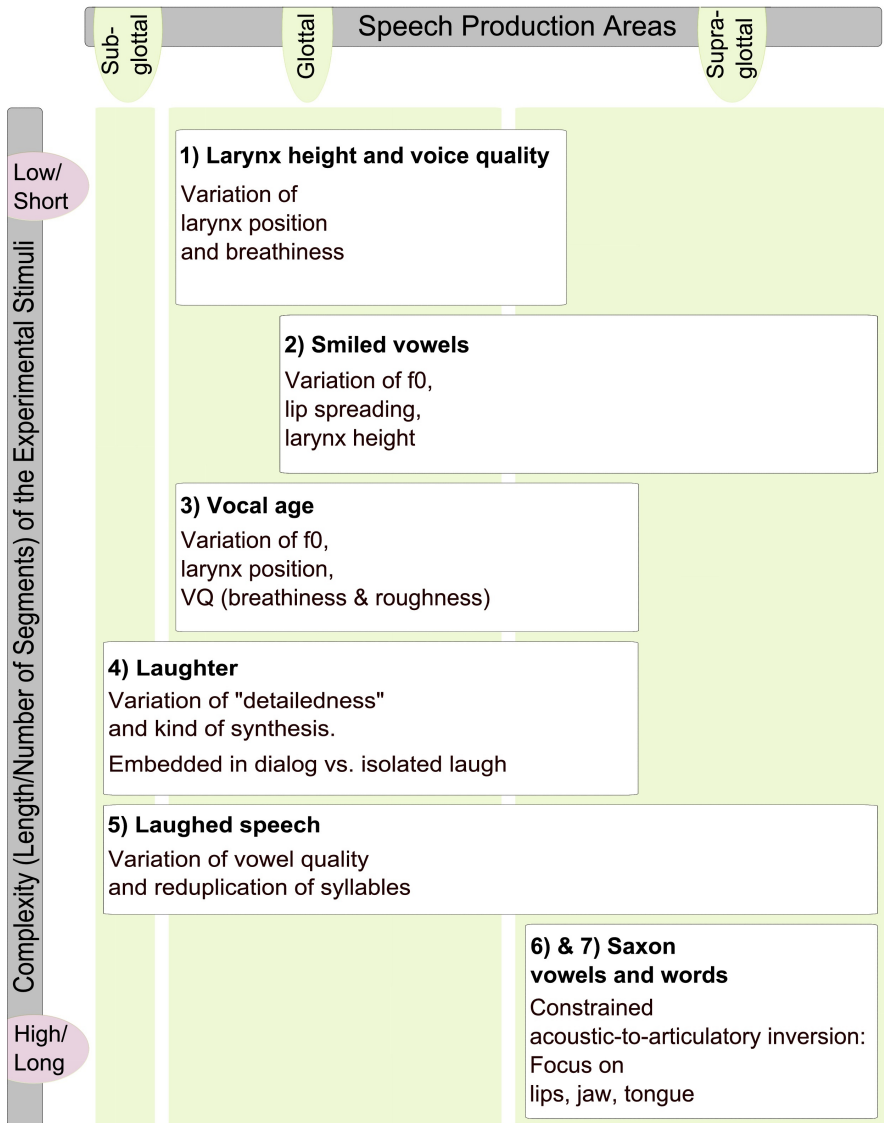 Speech Production Areas
Sub-
glottal
Glottal
Supra-
glottal
Complexity (Length/Number of Segments) of the Experimental Stimuli
Low/
Short
1) Larynx height and voice quality
Variation of
larynx position
and breathiness
2) Smiled vowels
Variation of f0,
lip spreading,
larynx height
3) Vocal age
Variation of f0,
larynx position,
VQ (breathiness & roughness)
4) Laughter
Variation of "detailedness"
and kind of synthesis.
Embedded in dialog vs. isolated laugh
5) Laughed speech
Variation of vowel quality
and reduplication of syllables
6) & 7) Saxon
vowels and words
Constrained
acoustic-to-articulatory inversion:
Focus on
lips, jaw, tongue
High/
Long